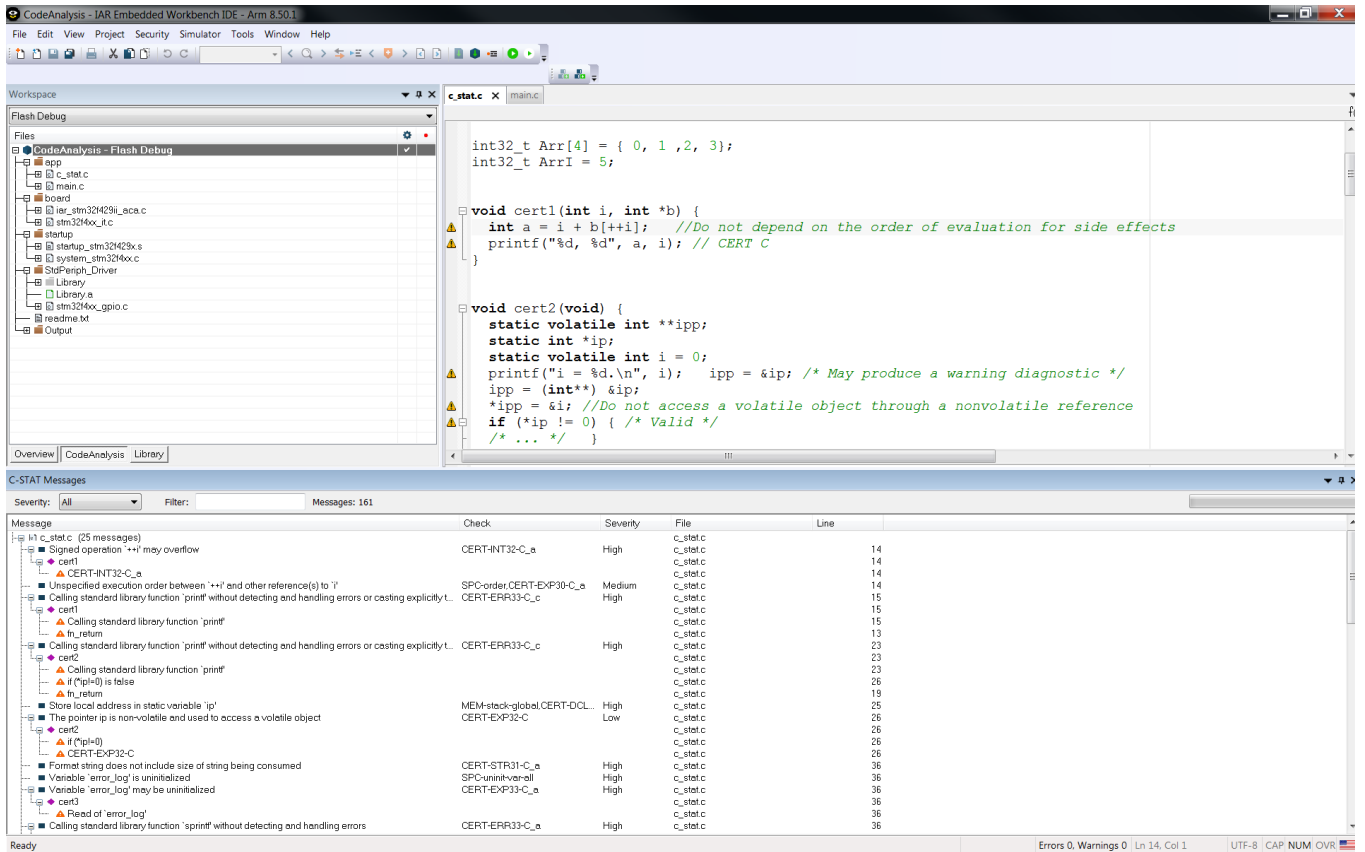 CodeAnalysis - IAR Embedded Workbench IDE - Arm 8.50.1
File Edit View Project Security Simulator Tools Window Help
Workspace
Flash Debug
Files
CodeAnalysis - Flash Debug
app
c_stat.c
main.c
board
iar_stm32f429ii_aca.c
stm32f4xx_it.c
startup
startup_stm32f429x.s
system_stm32f4xx.c
StdPeriph_Driver
Library
Library.a
stm32f4xx_gpio.c
readme.txt
Output
Overview CodeAnalysis Library
c_stat.c main.c
int32_t Arr[4] = { 0, 1 ,2, 3};
int32_t ArrI = 5;
void cert1(int i, int *b) {
int a = i + b[++i]; //Do not depend on the order of evaluation for side effects
printf("%d, %d", a, i); // CERT C
}
void cert2(void) {
static volatile int **ipp;
static int *ip;
static volatile int i = 0;
printf("i = %d.\n", i); ipp = &ip; /* May produce a warning diagnostic */
ipp = (int**) &ip;
*ipp = &i; //Do not access a volatile object through a nonvolatile reference
if (*ip != 0) { /* Valid */
/* ... */ }
C-STAT Messages
Severity: All Filter: Messages: 161
Message Check Severity File Line
c_stat.c (25 messages) c_stat.c
Signed operation `++i' may overflow CERT-INT32-C_a High c_stat.c 14
cert1 c_stat.c 14
CERT-INT32-C_a c_stat.c 14
Unspecified execution order between `++i' and other reference(s) to `i' SPC-order,CERT-EXP30-C_a Medium c_stat.c 14
Calling standard library function `printf' without detecting and handling errors or casting explicitly t... CERT-ERR33-C_c High c_stat.c 15
cert1 c_stat.c 15
Calling standard library function `printf' c_stat.c 15
fn_return c_stat.c 13
Calling standard library function `printf' without detecting and handling errors or casting explicitly t... CERT-ERR33-C_c High c_stat.c 23
cert2 c_stat.c 23
Calling standard library function `printf' c_stat.c 23
if (*ip!=0) is false c_stat.c 26
fn_return c_stat.c 19
Store local address in static variable `ip' MEM-stack-global,CERT-DCL... High c_stat.c 25
The pointer ip is non-volatile and used to access a volatile object CERT-EXP32-C Low c_stat.c 26
cert2 c_stat.c 26
if (*ip!=0) c_stat.c 26
CERT-EXP32-C c_stat.c 26
Format string does not include size of string being consumed CERT-STR31-C_a High c_stat.c 36
Variable `error_log' is uninitialized SPC-uninit-var-all High c_stat.c 36
Variable `error_log' may be uninitialized CERT-EXP33-C_a High c_stat.c 36
cert3 c_stat.c 36
Read of `error_log' c_stat.c 36
Calling standard library function `sprintf' without detecting and handling errors CERT-ERR33-C_a High c_stat.c 36
Ready Errors 0, Warnings 0 Ln 14, Col 1 UTF-8 CAP NUM OVR